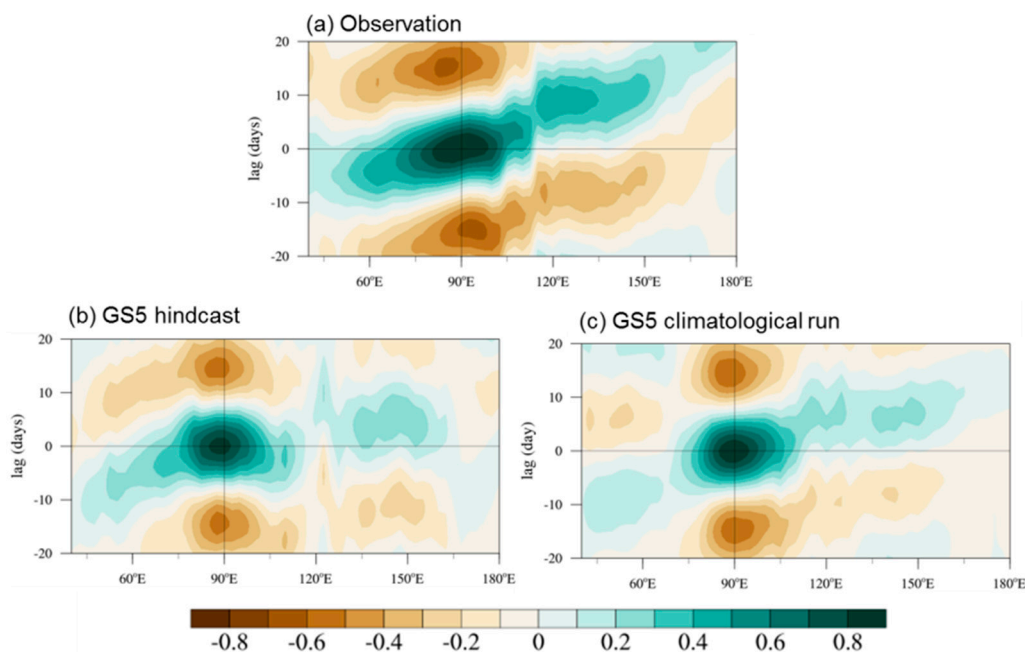 (a) Observation
20
10
0
-10
-20
lag (days)
60°E 90°E 120°E 150°E 180°E
(b) GS5 hindcast
20
10
0
-10
-20
lag (days)
60°E 90°E 120°E 150°E 180°E
(c) GS5 climatological run
20
10
0
-10
-20
lag (day)
60°E 90°E 120°E 150°E 180°E
-0.8 -0.6 -0.4 -0.2 0 0.2 0.4 0.6 0.8